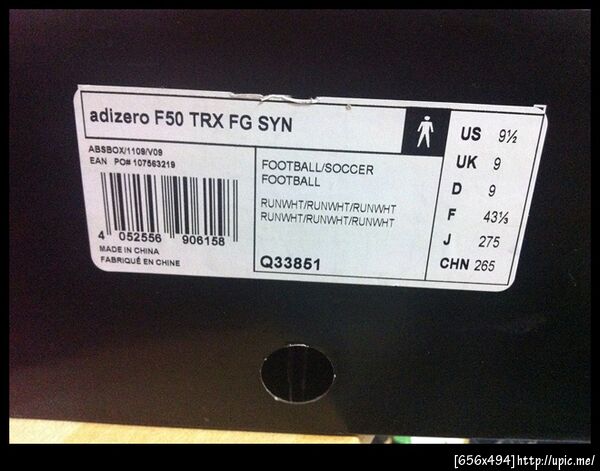 adizero F50 TRX FG SYN
ABSBOX/1109/V09
EAN PO# 107563219
4 052556 906158
MADE IN CHINA
FABRIQUÉ EN CHINE
FOOTBALL/SOCCER
FOOTBALL
RUNWHT/RUNWHT/RUNWHT
RUNWHT/RUNWHT/RUNWHT
Q33851
US 9½
UK 9
D 9
F 43⅓
J 275
CHN 265
[656x494]http://upic.me/